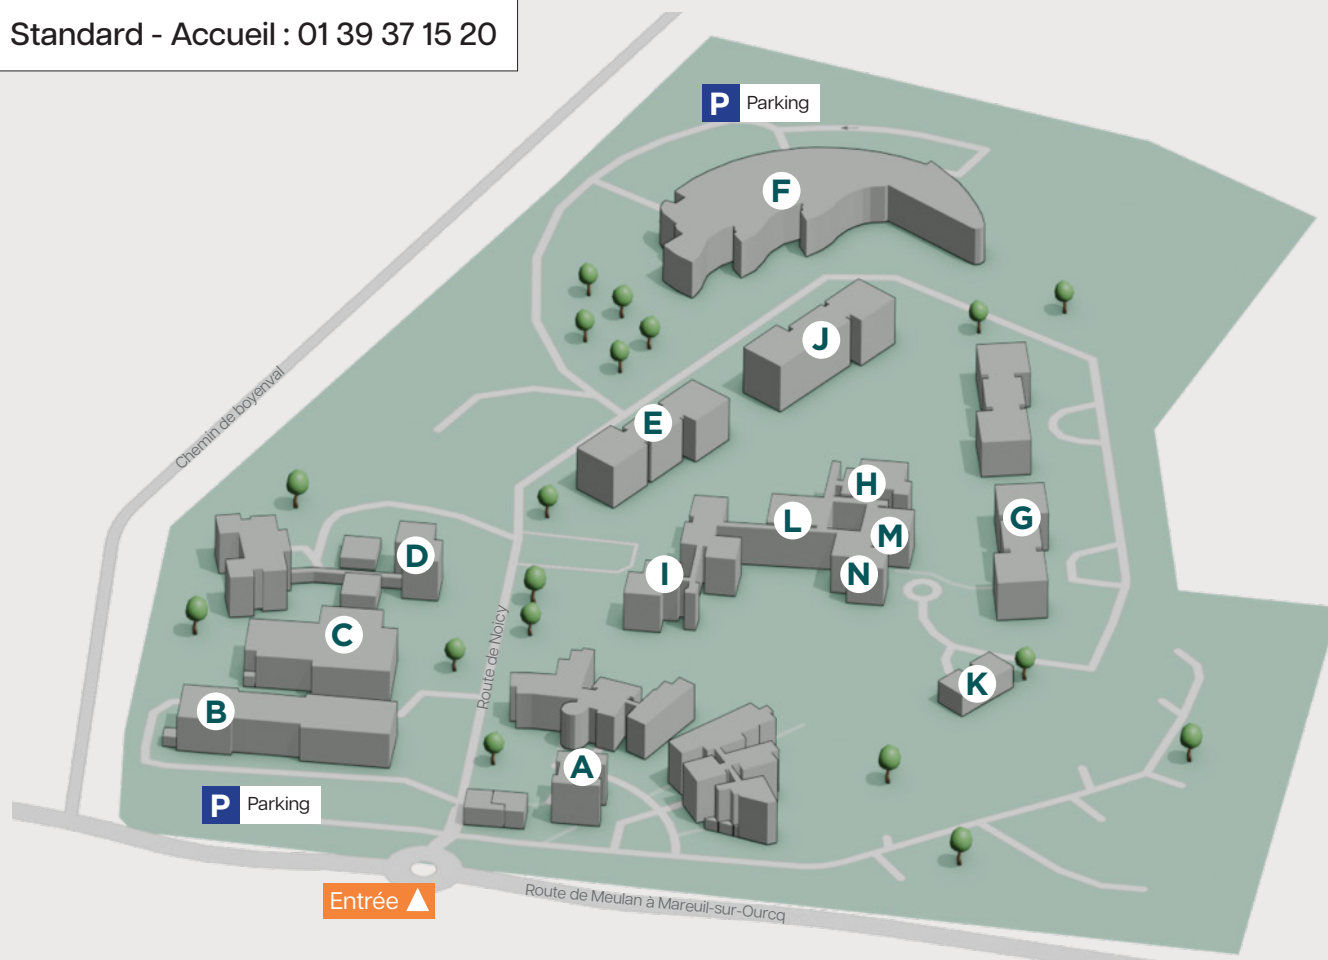 Standard - Accueil : 01 39 37 15 20
P Parking
F
J
Chemin de boyenval
E
H
L
G
M
D
I
N
C
Route de Noicy
K
B
A
P Parking
Entrée
Route de Meulan à Mareuil-sur-Ourcq